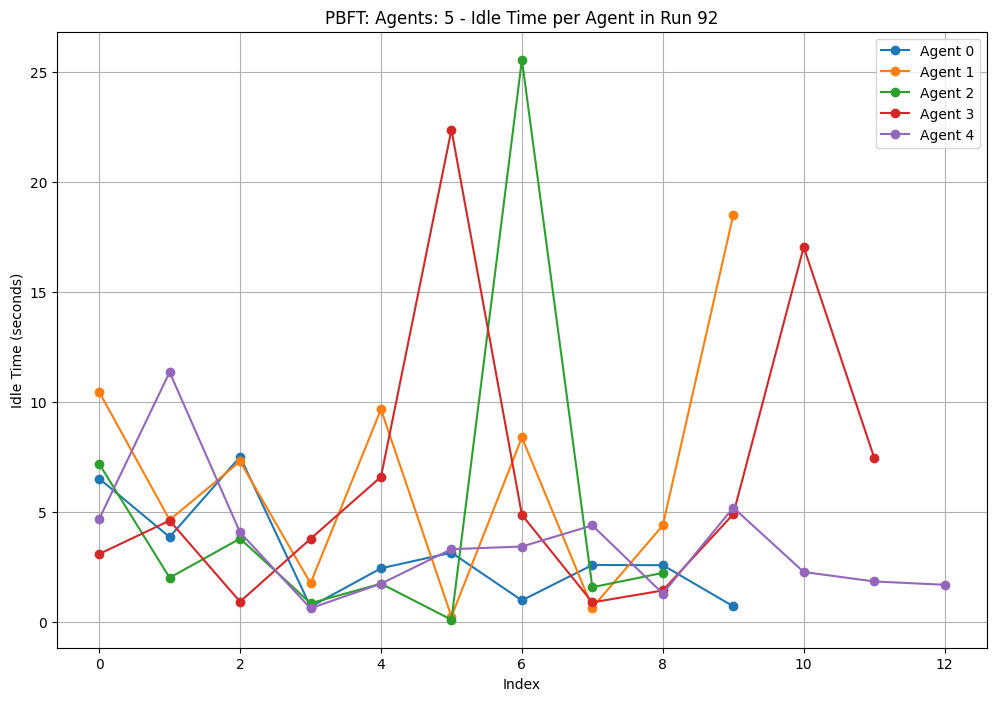 PBFT: Agents: 5 - Idle Time per Agent in Run 92
Agent 0
Agent 1
Agent 2
Agent 3
Agent 4
25
20
15
10
5
0
Idle Time (seconds)
0 2 4 6 8 10 12
Index